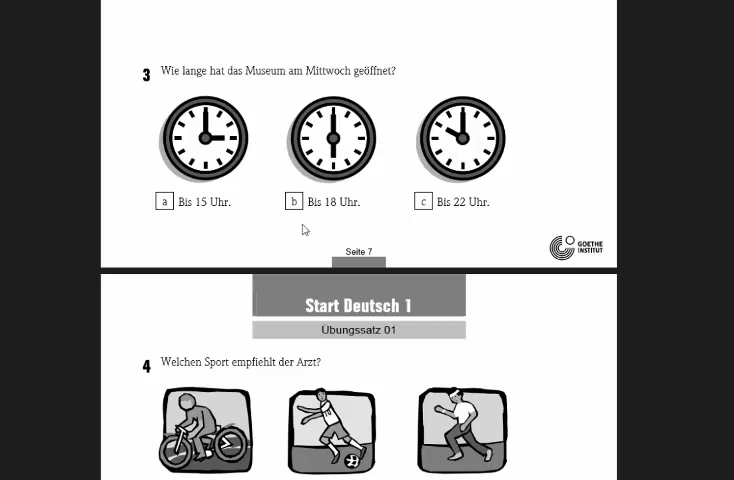 3 Wie lange hat das Museum am Mittwoch geöffnet?
a Bis 15 Uhr. b Bis 18 Uhr. c Bis 22 Uhr.
Seite 7
GOETHE
INSTITUT
Start Deutsch 1
Übungssatz 01
4 Welchen Sport empfiehlt der Arzt?
10